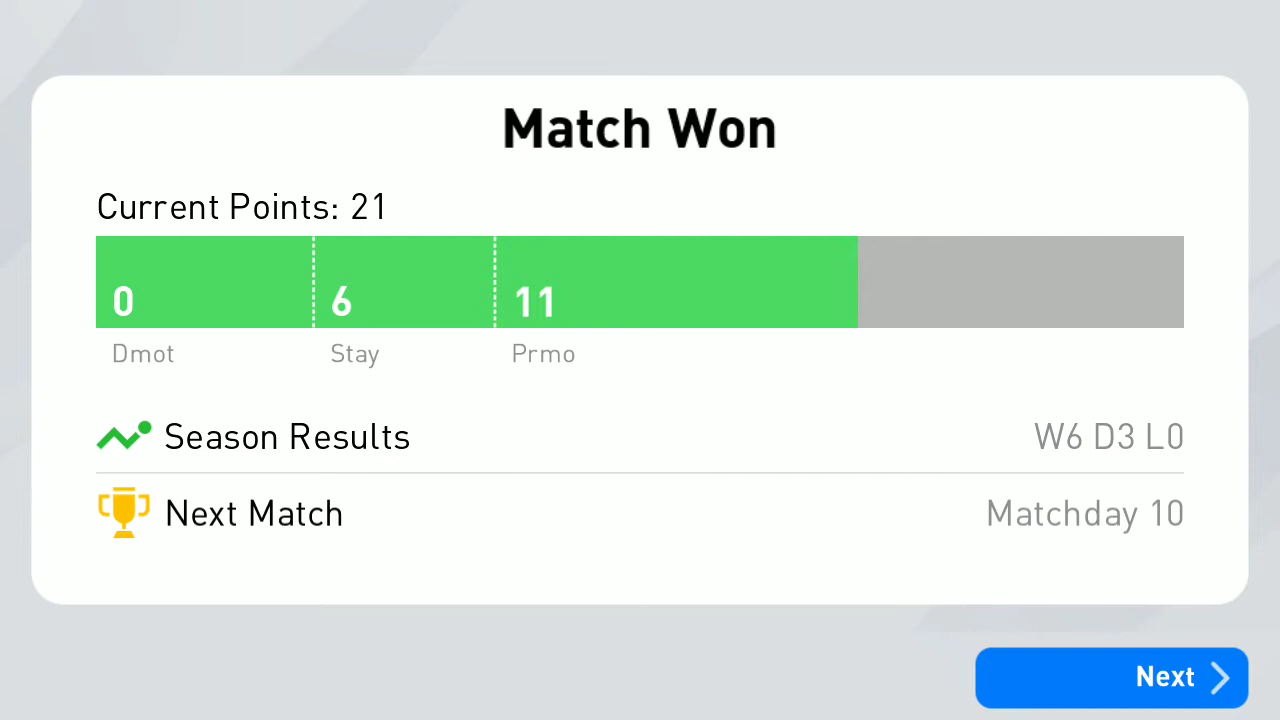 Match Won
Current Points: 21
0 6 11
Dmot Stay Prmo
Season Results W6 D3 L0
Next Match Matchday 10
Next